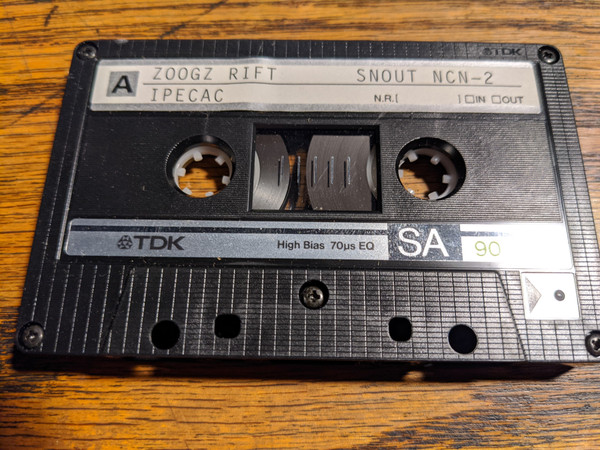 TDK
A ZOOGZ RIFT SNOUT NCN-2
IPECAC N.R.[ ] IN OUT
TDK High Bias 70µs EQ SA 90